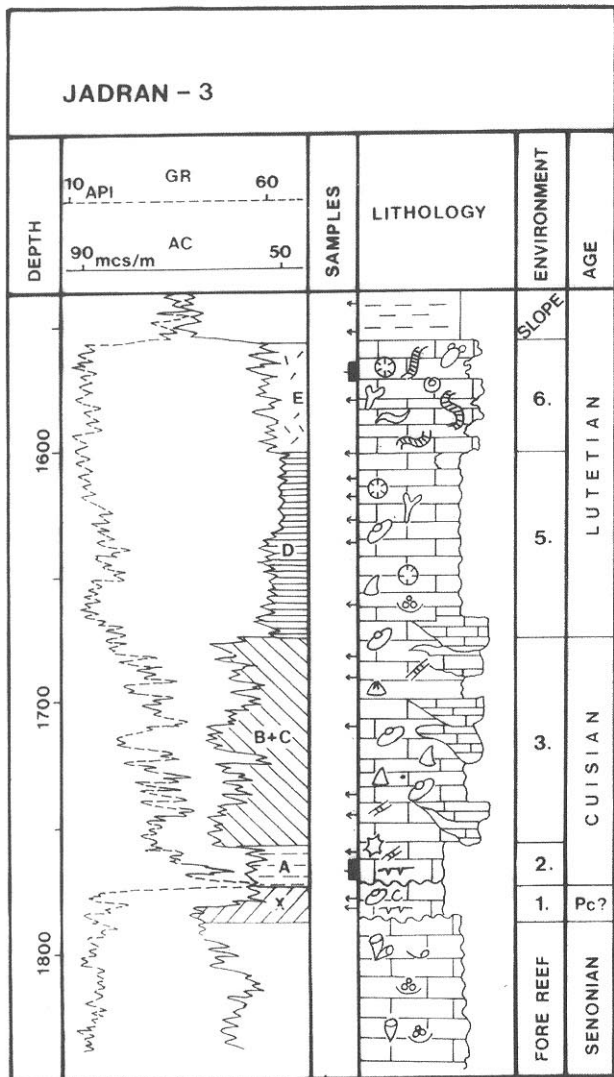 JADRAN – 3
DEPTH
10 API GR 60
90 mcs/m AC 50
SAMPLES
LITHOLOGY
ENVIRONMENT
AGE
SLOPE
E
6.
LUTETIAN
1600
D
5.
1700
B+C
3.
CUISIAN
A
2.
X
1.
Pc?
1800
FORE REEF
SENONIAN